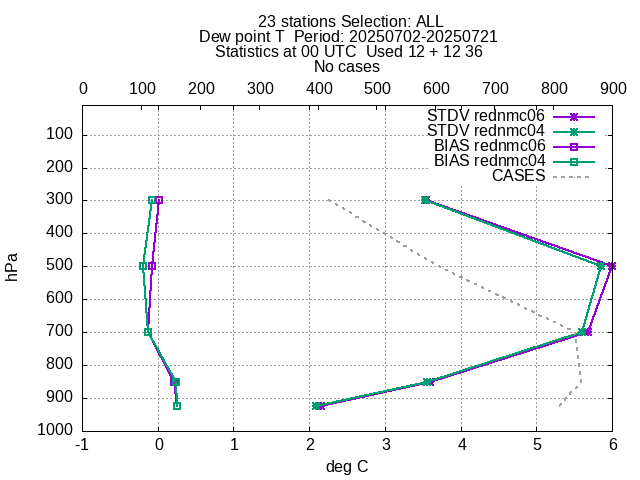 23 stations Selection: ALL
Dew point T  Period: 20250702-20250721
Statistics at 00 UTC  Used 12 + 12 36
No cases
0 100 200 300 400 500 600 700 800 900
STDV rednmc06
STDV rednmc04
BIAS rednmc06
BIAS rednmc04
CASES
100
200
300
400
500
600
700
800
900
1000
hPa
-1 0 1 2 3 4 5 6
deg C